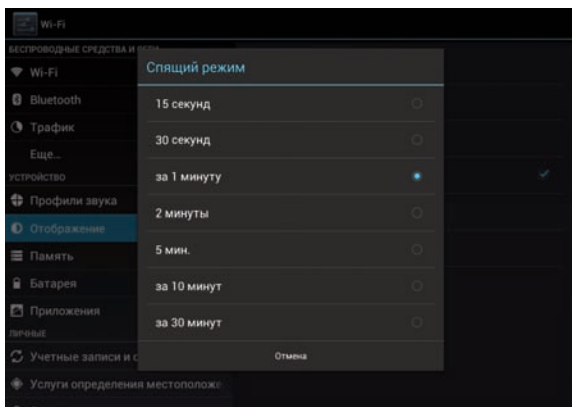 Wi-Fi
БЕСПРОВОДНЫЕ СРЕДСТВА И СЕТИ
Wi-Fi
Bluetooth
Трафик
Еще...
УСТРОЙСТВО
Профили звука
Отображение
Память
Батарея
Приложения
ЛИЧНЫЕ
Учетные записи и с
Услуги определения местоположе
Спящий режим
15 секунд
30 секунд
за 1 минуту
2 минуты
5 мин.
за 10 минут
за 30 минут
Отмена